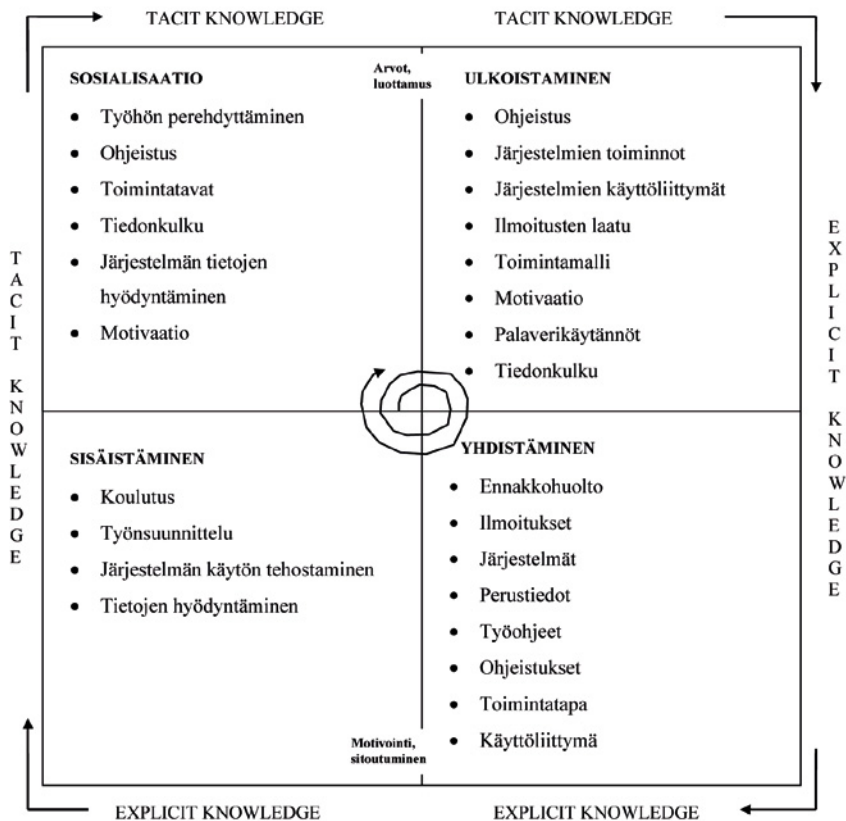 TACIT KNOWLEDGE
TACIT KNOWLEDGE
SOSIALISAATIO
• Työhön perehdyttäminen
• Ohjeistus
• Toimintatavat
• Tiedonkulku
• Järjestelmän tietojen
hyödyntäminen
• Motivaatio
Arvot,
luottamus
ULKOISTAMINEN
• Ohjeistus
• Järjestelmien toiminnot
• Järjestelmien käyttöliittymät
• Ilmoitusten laatu
• Toimintamalli
• Motivaatio
• Palaverikäytännöt
• Tiedonkulku
TACIT KNOWLEDGE
EXPLICIT KNOWLEDGE
SISÄISTÄMINEN
• Koulutus
• Työnsuunnittelu
• Järjestelmän käytön tehostaminen
• Tietojen hyödyntäminen
YHDISTÄMINEN
• Ennakkohuolto
• Ilmoitukset
• Järjestelmät
• Perustiedot
• Työohjeet
• Ohjeistukset
• Toimintatapa
• Käyttöliittymä
Motivointi,
sitoutuminen
EXPLICIT KNOWLEDGE
EXPLICIT KNOWLEDGE